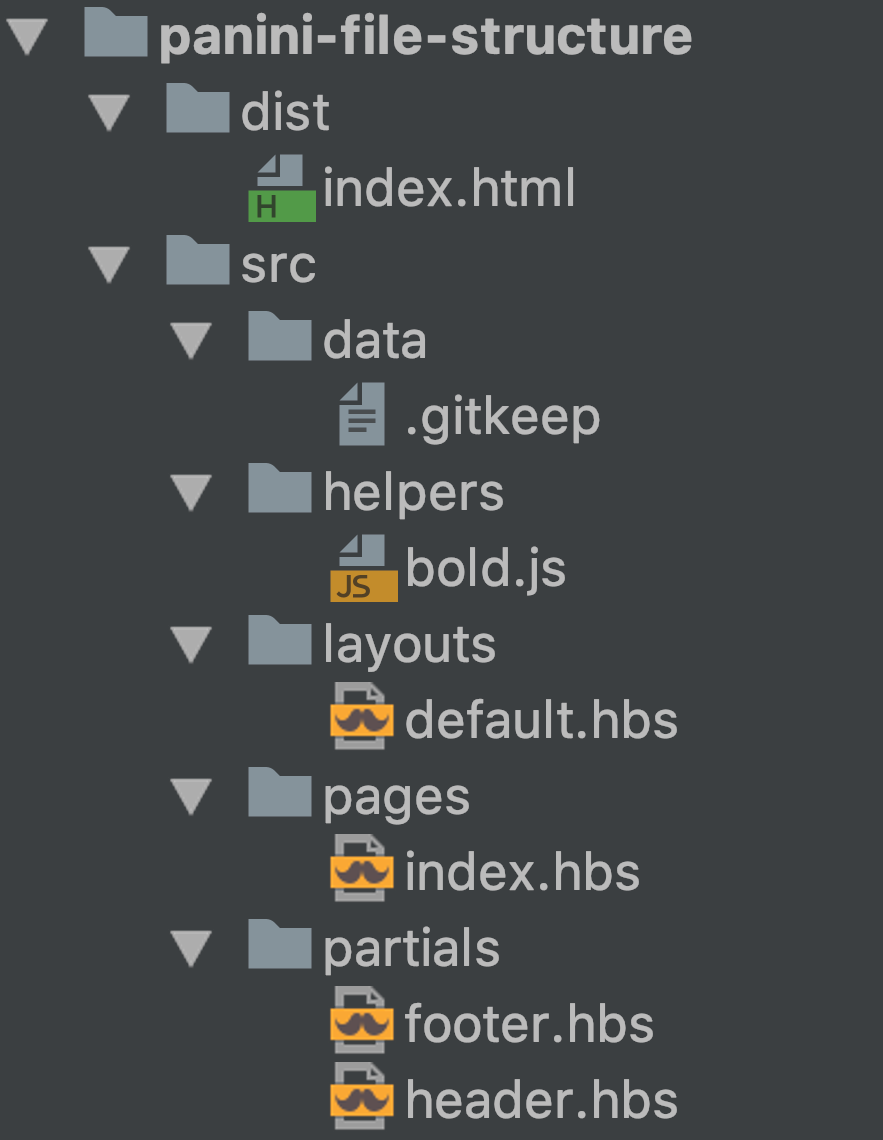 panini-file-structure
dist
H index.html
src
data
.gitkeep
helpers
JS bold.js
layouts
default.hbs
pages
index.hbs
partials
footer.hbs
header.hbs